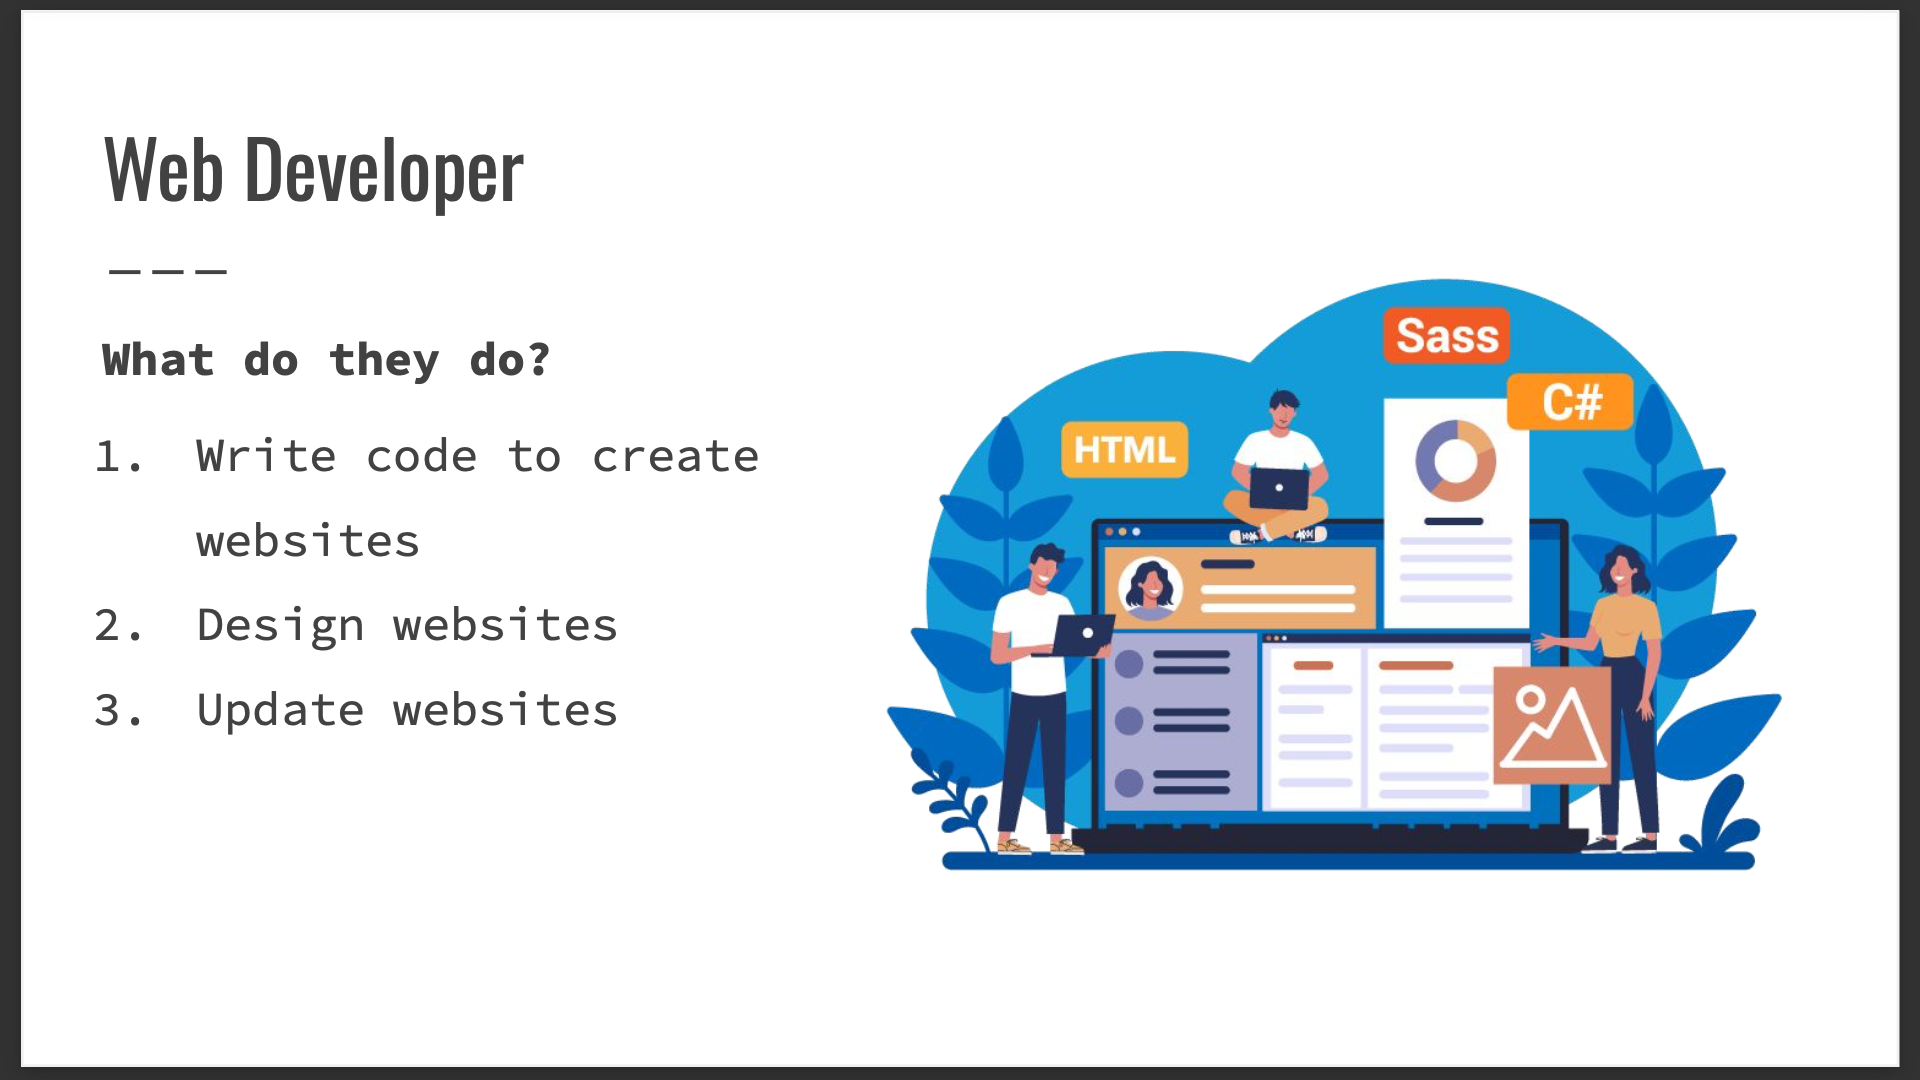 Web Developer
———
What do they do?
1. Write code to create
websites
2. Design websites
3. Update websites
Sass
C#
HTML